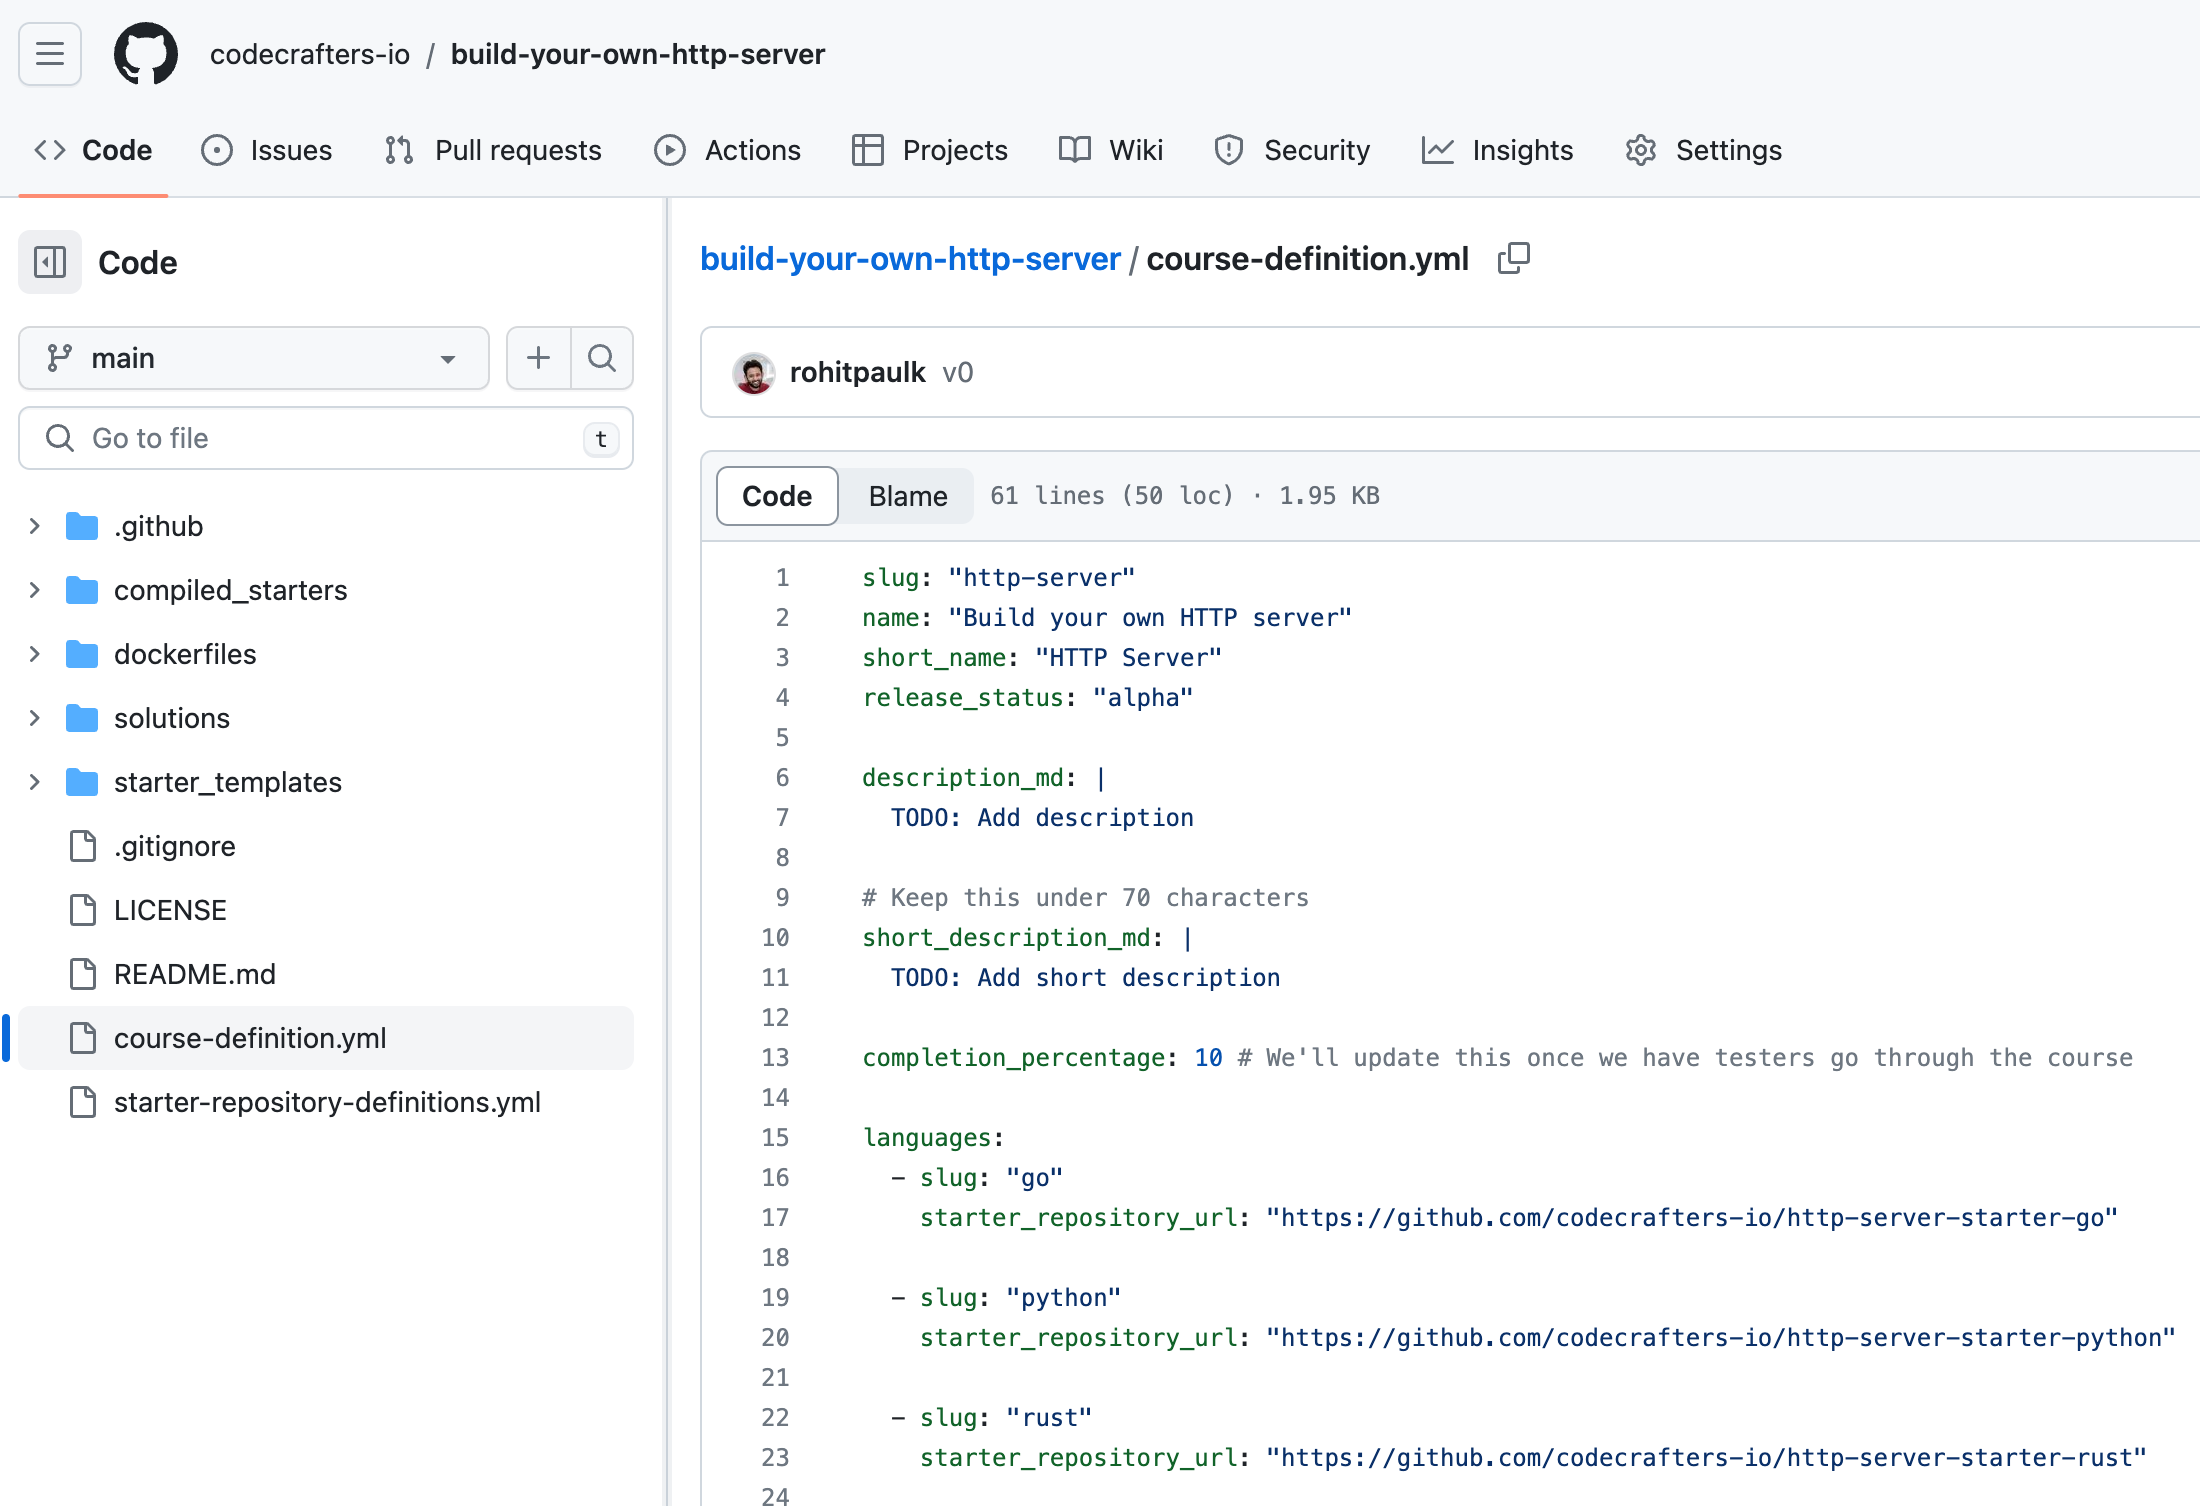 codecrafters-io / build-your-own-http-server
Code Issues Pull requests Actions Projects Wiki Security Insights Settings
Code
main
Go to file t
.github
compiled_starters
dockerfiles
solutions
starter_templates
.gitignore
LICENSE
README.md
course-definition.yml
starter-repository-definitions.yml
build-your-own-http-server / course-definition.yml
rohitpaulk v0
Code Blame 61 lines (50 loc) · 1.95 KB
1 slug: "http-server"
2 name: "Build your own HTTP server"
3 short_name: "HTTP Server"
4 release_status: "alpha"
5
6 description_md: |
7 TODO: Add description
8
9 # Keep this under 70 characters
10 short_description_md: |
11 TODO: Add short description
12
13 completion_percentage: 10 # We'll update this once we have testers go through the course
14
15 languages:
16 - slug: "go"
17 starter_repository_url: "https://github.com/codecrafters-io/http-server-starter-go"
18
19 - slug: "python"
20 starter_repository_url: "https://github.com/codecrafters-io/http-server-starter-python"
21
22 - slug: "rust"
23 starter_repository_url: "https://github.com/codecrafters-io/http-server-starter-rust"
24